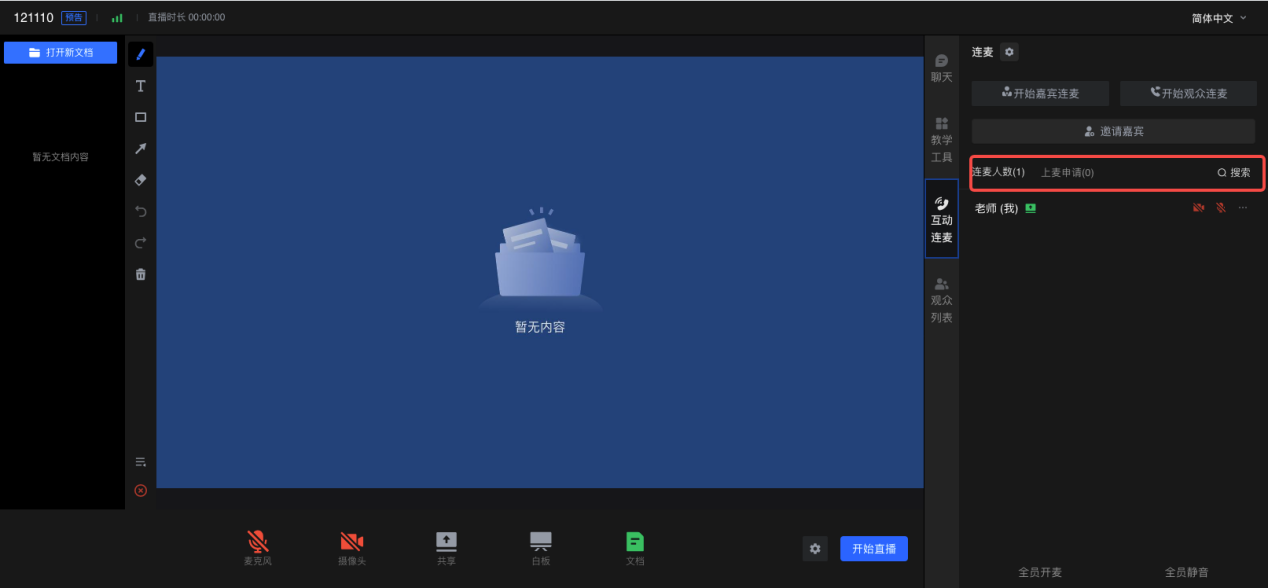 121110 预告 直播时长 00:00:00 简体中文
打开新文档
暂无文档内容
暂无内容
聊天
教学
工具
互动
连麦
观众
列表
连麦
开始嘉宾连麦 开始观众连麦
邀请嘉宾
连麦人数(1) 上麦申请(0) 搜索
老师 (我)
麦克风 摄像头 共享 白板 文档
开始直播
全员开麦 全员静音